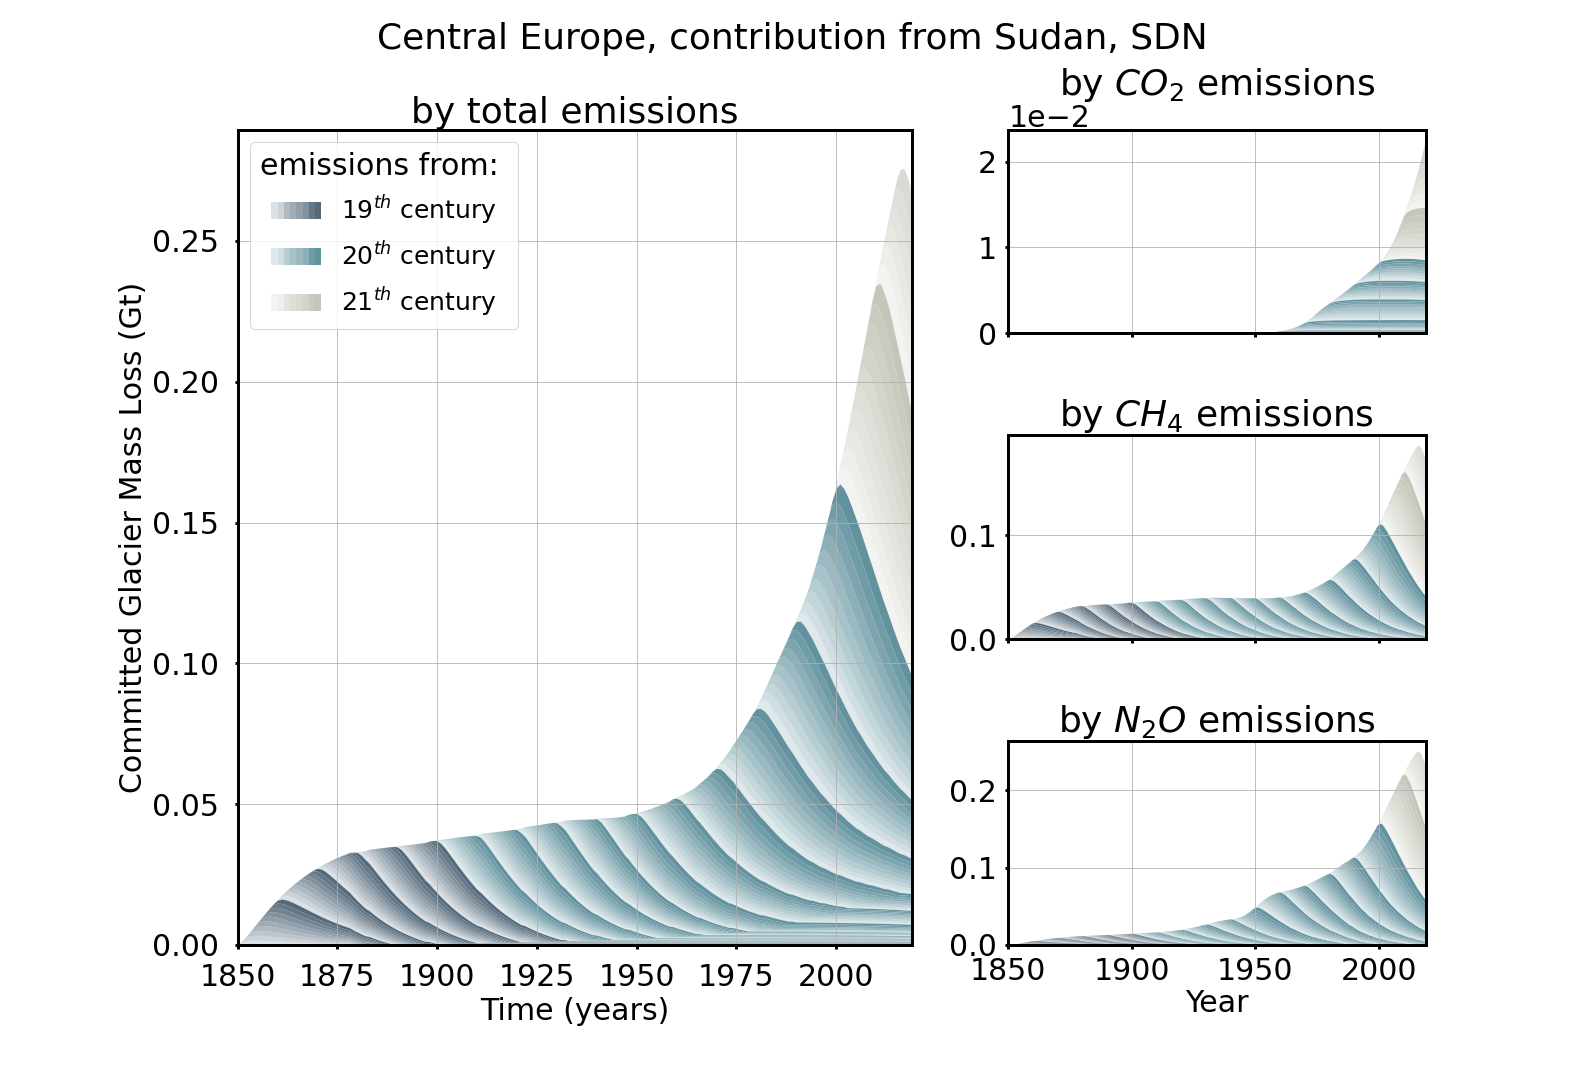 Central Europe, contribution from Sudan, SDN
by total emissions
emissions from:
19th century
20th century
21th century
Committed Glacier Mass Loss (Gt)
0.25
0.20
0.15
0.10
0.05
0.00
1850 1875 1900 1925 1950 1975 2000
Time (years)
by CO2 emissions
1e−2
2
1
0
by CH4 emissions
0.1
0.0
by N2O emissions
0.2
0.1
0.0
1850 1900 1950 2000
Year